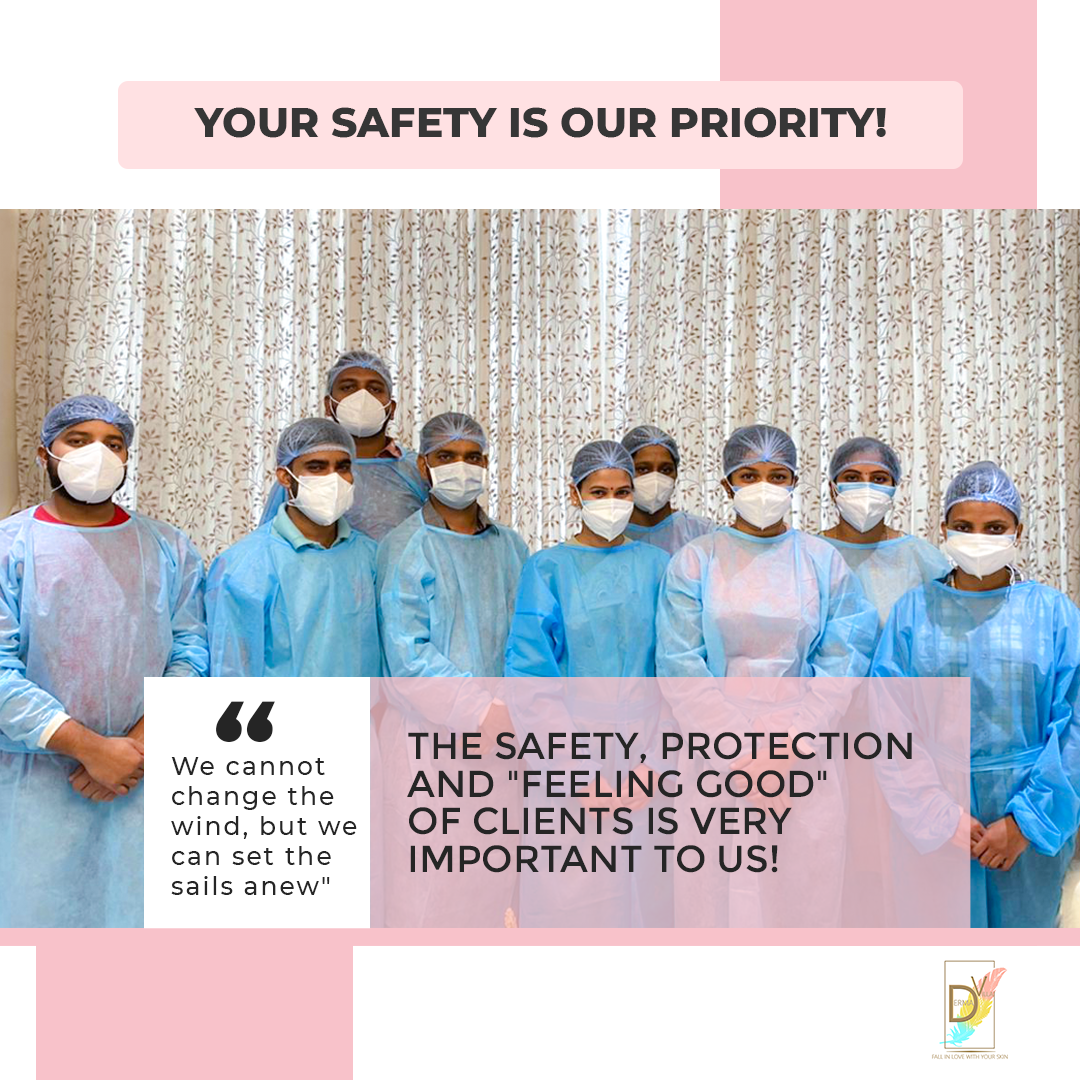 YOUR SAFETY IS OUR PRIORITY!
“
We cannot
change the
wind, but we
can set the
sails anew"
THE SAFETY, PROTECTION
AND "FEELING GOOD"
OF CLIENTS IS VERY
IMPORTANT TO US!
DERMA
FALL IN LOVE WITH YOUR SKIN